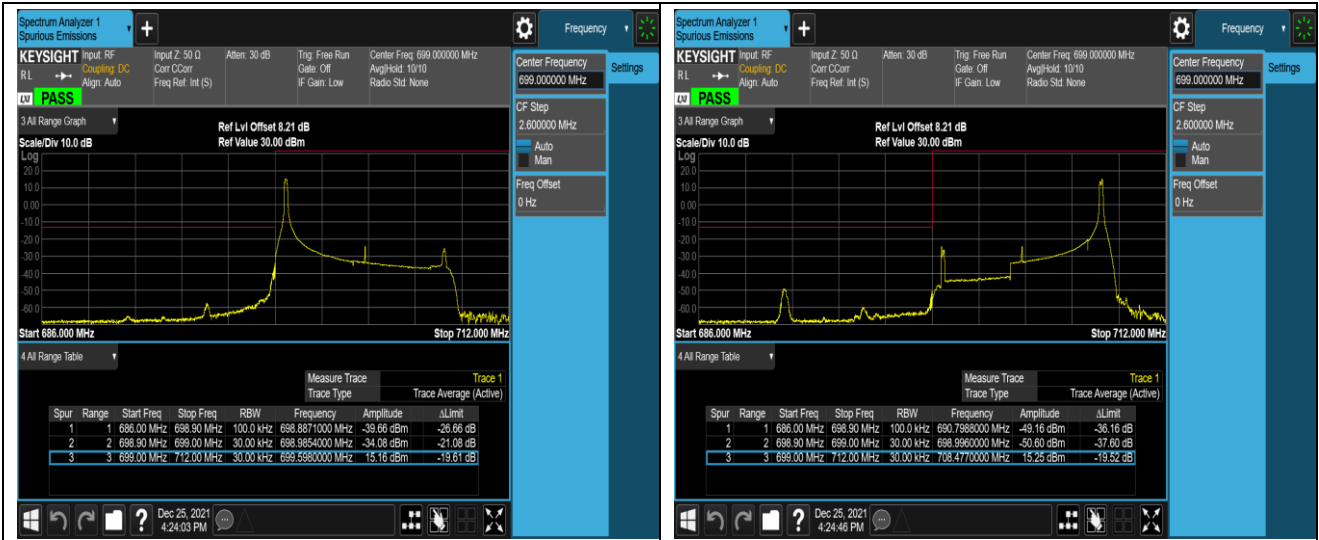 Spectrum Analyzer 1
Spurious Emissions
Frequency
KEYSIGHT Input: RF Input Z: 50 Ω Atten: 30 dB Trig: Free Run Center Freq: 699.000000 MHz
Coupling: DC Corr CCorr Gate: Off Avg|Hold: 10/10
R L Align: Auto Freq Ref: Int (S) IF Gain: Low Radio Std: None
PASS
Center Frequency
699.000000 MHz
Settings
CF Step
2.600000 MHz
Auto
Man
Freq Offset
0 Hz
3 All Range Graph
Ref Lvl Offset 8.21 dB
Scale/Div 10.0 dB Ref Value 30.00 dBm
Log
20.0
10.0
0.00
-10.0
-20.0
-30.0
-40.0
-50.0
-60.0
Start 686.000 MHz Stop 712.000 MHz
4 All Range Table
Measure Trace Trace 1
Trace Type Trace Average (Active)
Spur Range Start Freq Stop Freq RBW Frequency Amplitude ΔLimit
1 1 686.00 MHz 698.90 MHz 100.0 kHz 698.8871000 MHz -39.66 dBm -26.66 dB
2 2 698.90 MHz 699.00 MHz 30.00 kHz 698.9854000 MHz -34.08 dBm -21.08 dB
3 3 699.00 MHz 712.00 MHz 30.00 kHz 699.5980000 MHz 15.16 dBm -19.61 dB
Dec 25, 2021
4:24:03 PM
Spectrum Analyzer 1
Spurious Emissions
Frequency
KEYSIGHT Input: RF Input Z: 50 Ω Atten: 30 dB Trig: Free Run Center Freq: 699.000000 MHz
Coupling: DC Corr CCorr Gate: Off Avg|Hold: 10/10
R L Align: Auto Freq Ref: Int (S) IF Gain: Low Radio Std: None
PASS
Center Frequency
699.000000 MHz
Settings
CF Step
2.600000 MHz
Auto
Man
Freq Offset
0 Hz
3 All Range Graph
Ref Lvl Offset 8.21 dB
Scale/Div 10.0 dB Ref Value 30.00 dBm
Log
20.0
10.0
0.00
-10.0
-20.0
-30.0
-40.0
-50.0
-60.0
Start 686.000 MHz Stop 712.000 MHz
4 All Range Table
Measure Trace Trace 1
Trace Type Trace Average (Active)
Spur Range Start Freq Stop Freq RBW Frequency Amplitude ΔLimit
1 1 686.00 MHz 698.90 MHz 100.0 kHz 690.7988000 MHz -49.16 dBm -36.16 dB
2 2 698.90 MHz 699.00 MHz 30.00 kHz 698.9960000 MHz -50.60 dBm -37.60 dB
3 3 699.00 MHz 712.00 MHz 30.00 kHz 708.4770000 MHz 15.25 dBm -19.52 dB
Dec 25, 2021
4:24:46 PM